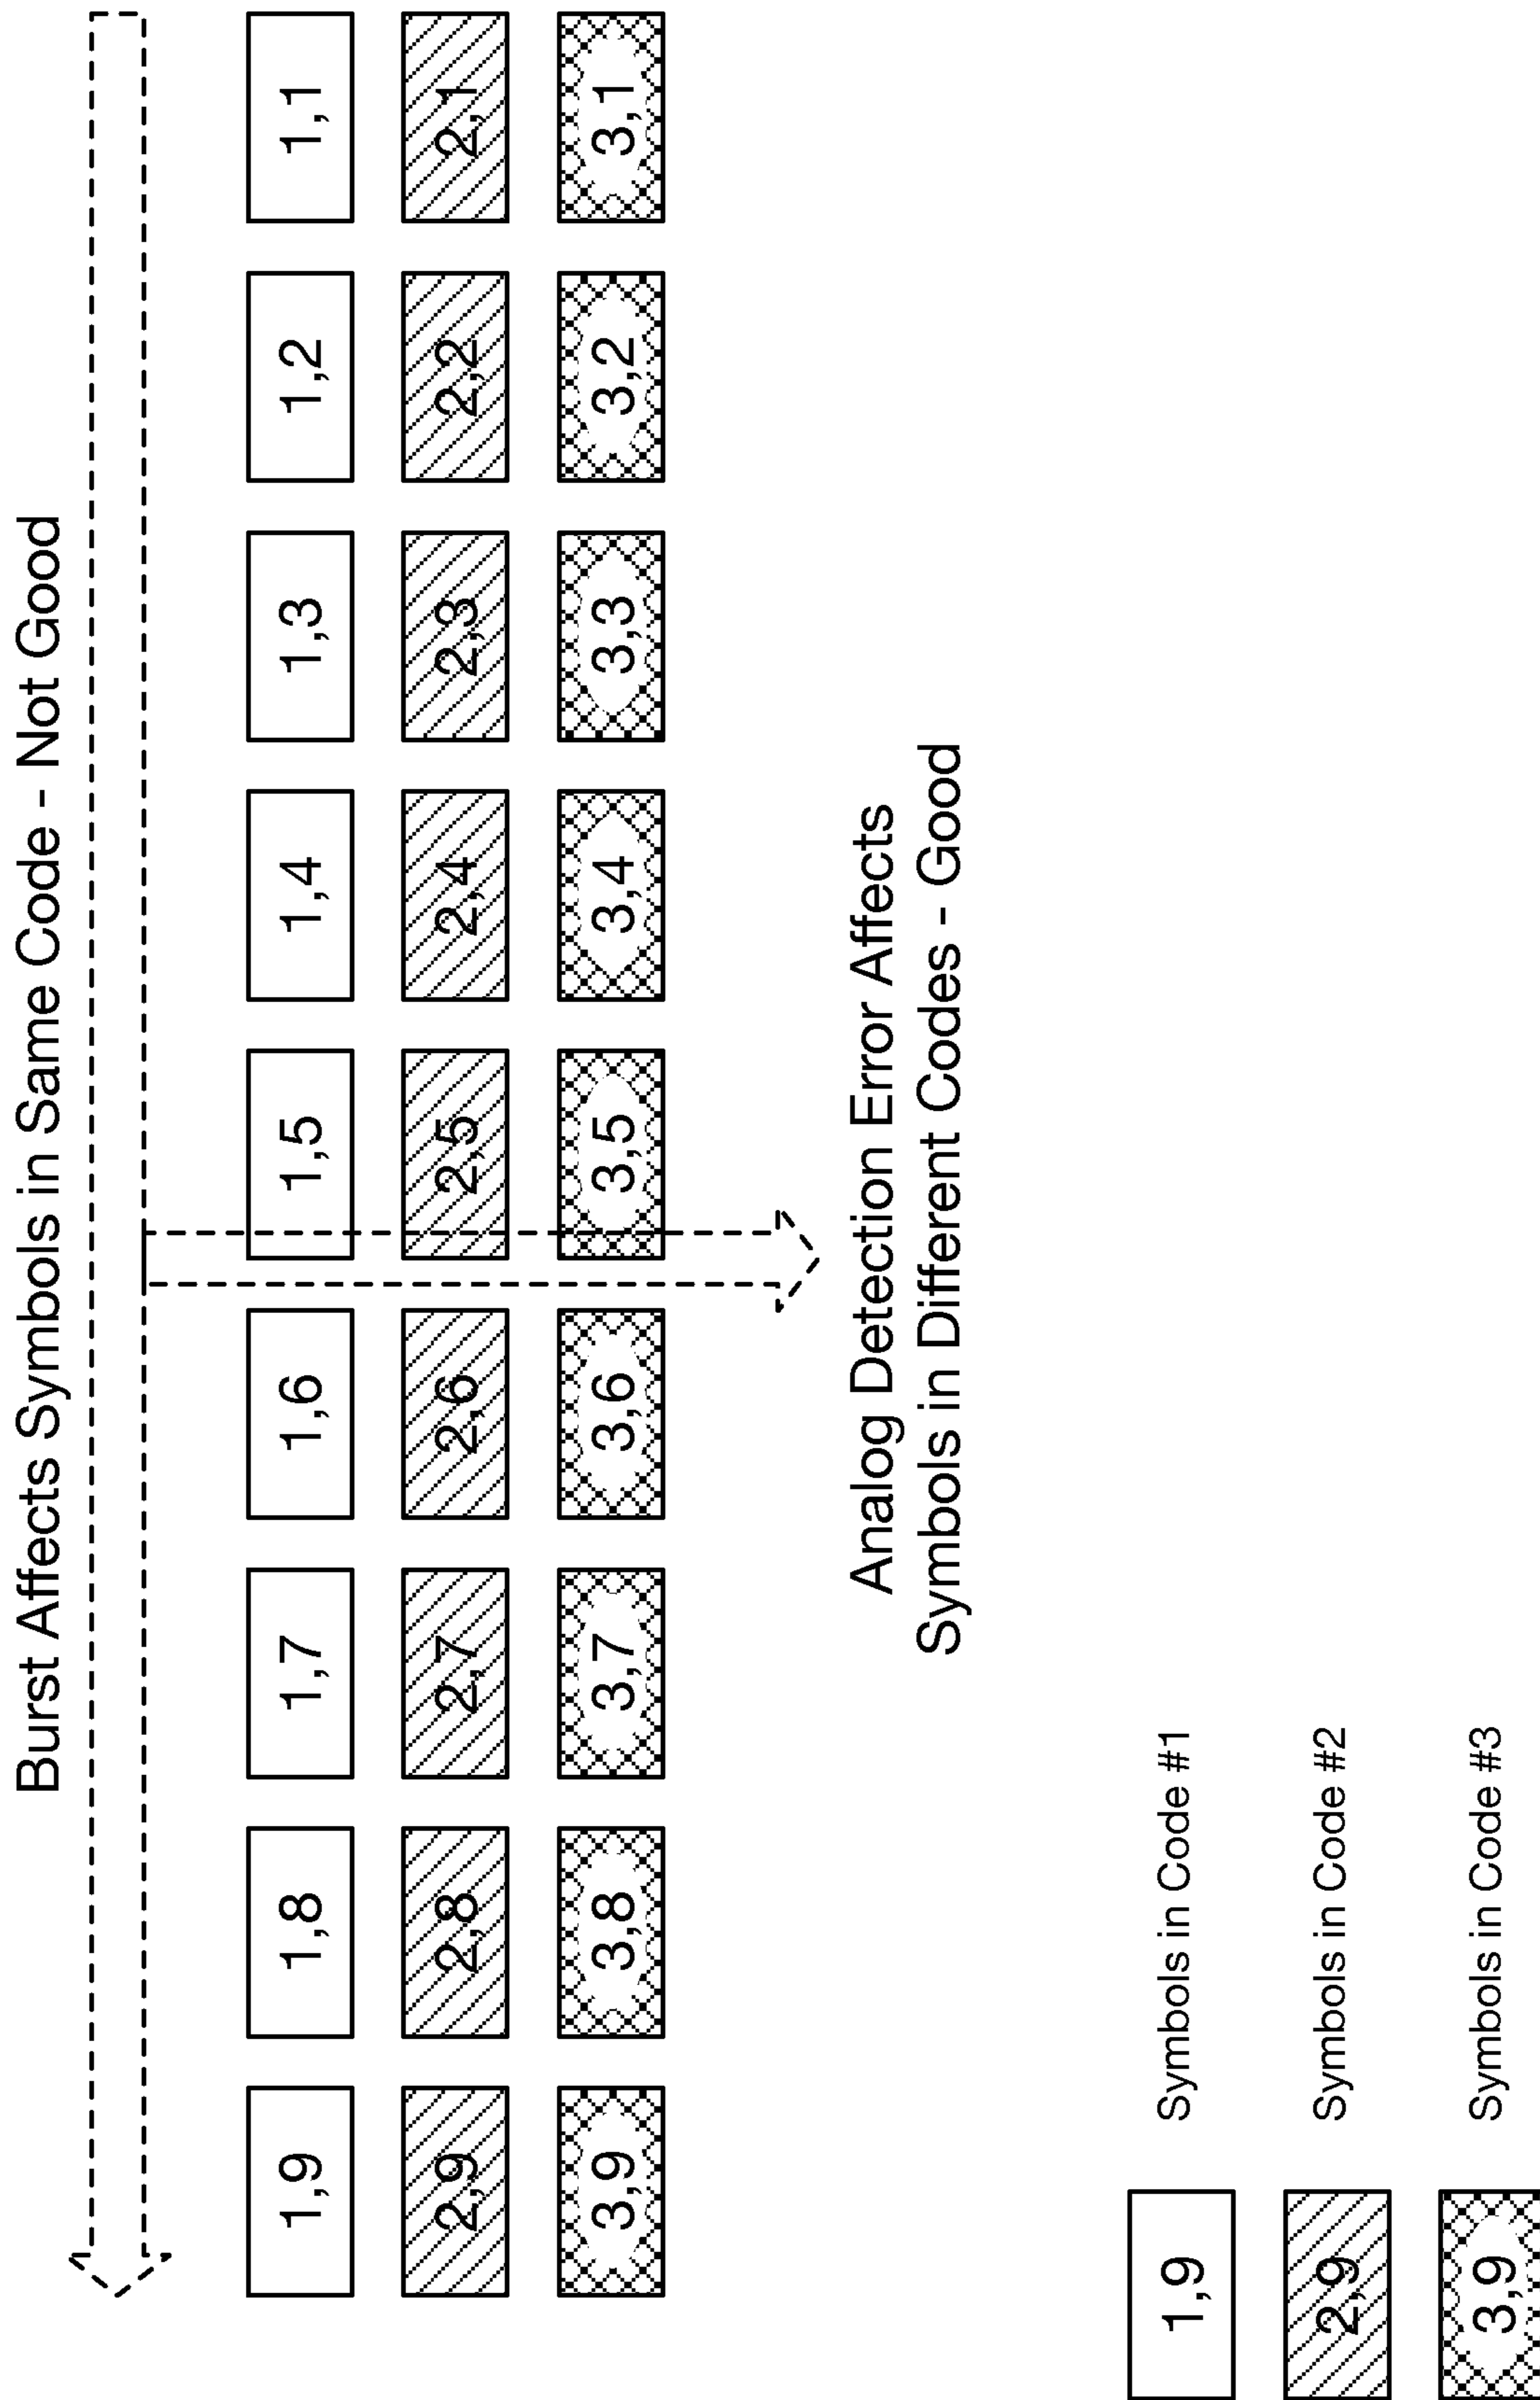 Burst Affects Symbols in Same Code - Not Good
1,9 1,8 1,7 1,6 1,5 1,4 1,3 1,2 1,1
2,9 2,8 2,7 2,6 2,5 2,4 2,3 2,2 2,1
3,9 3,8 3,7 3,6 3,5 3,4 3,3 3,2 3,1
Analog Detection Error Affects
Symbols in Different Codes - Good
1,9 Symbols in Code #1
2,9 Symbols in Code #2
3,9 Symbols in Code #3